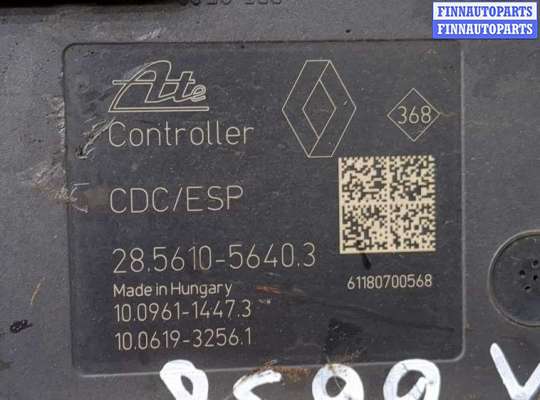 FINNAUTOPARTS
FINNAUTOPARTS
Ate
368
Controller
CDC/ESP
28.5610-5640.3
Made in Hungary
61180700568
10.0961-1447.3
10.0619-3256.1